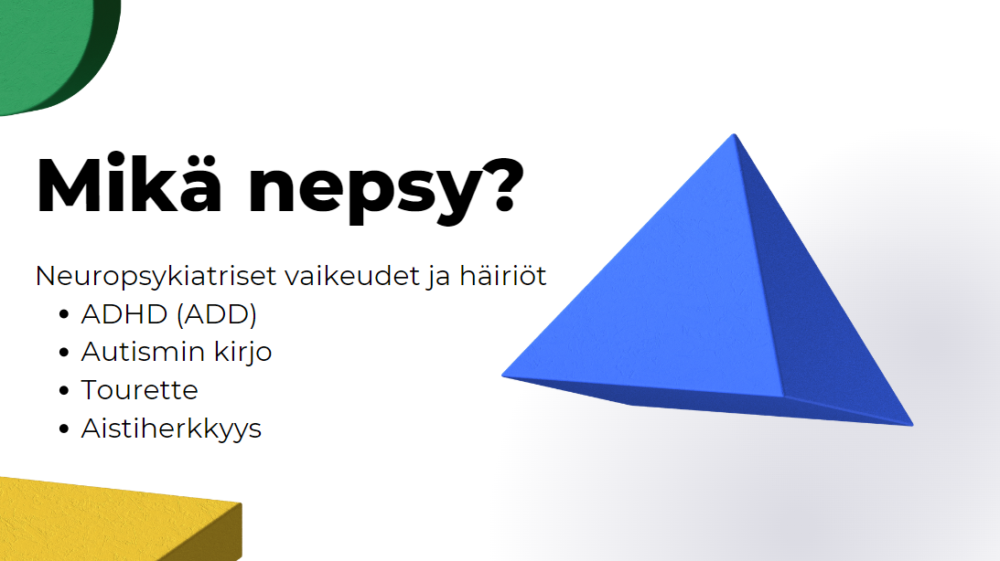 Mikä nepsy?
Neuropsykiatriset vaikeudet ja häiriöt
• ADHD (ADD)
• Autismin kirjo
• Tourette
• Aistiherkkyys